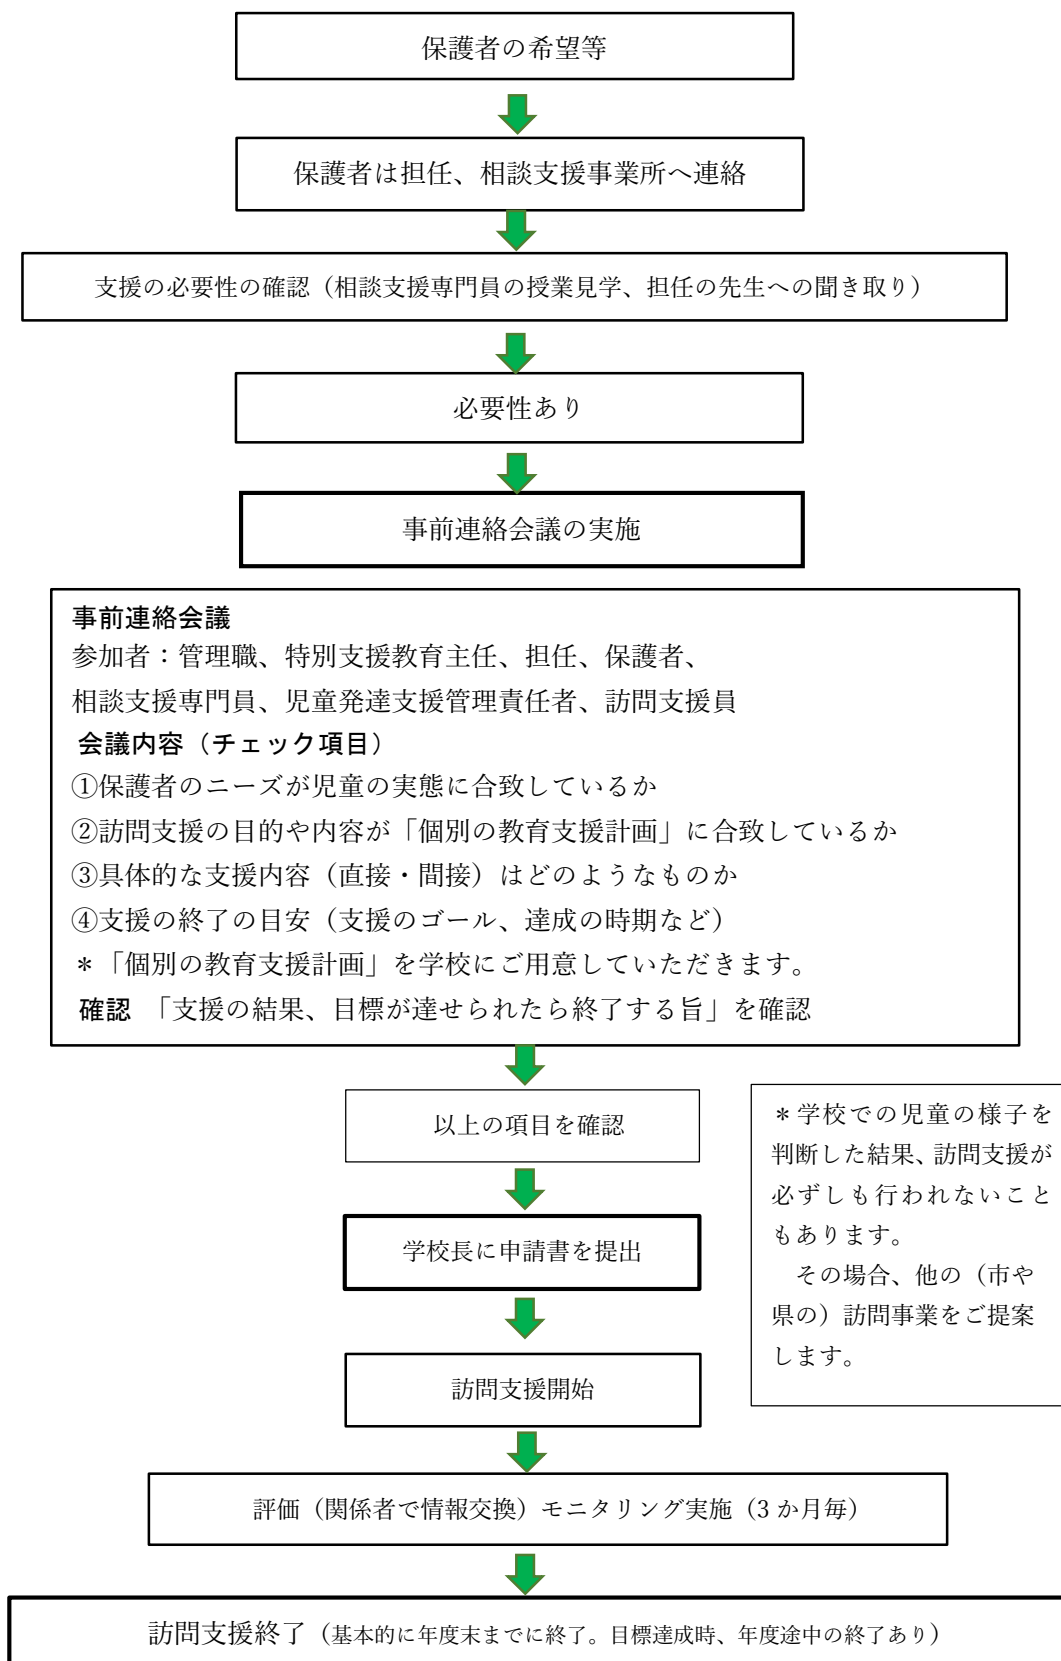 保護者の希望等
保護者は担任、相談支援事業所へ連絡
支援の必要性の確認（相談支援専門員の授業見学、担任の先生への聞き取り）
必要性あり
事前連絡会議の実施
事前連絡会議
参加者：管理職、特別支援教育主任、担任、保護者、
相談支援専門員、児童発達支援管理責任者、訪問支援員
会議内容（チェック項目）
①保護者のニーズが児童の実態に合致しているか
②訪問支援の目的や内容が「個別の教育支援計画」に合致しているか
③具体的な支援内容（直接・間接）はどのようなものか
④支援の終了の目安（支援のゴール、達成の時期など）
＊「個別の教育支援計画」を学校にご用意していただきます。
確認　「支援の結果、目標が達せられたら終了する旨」を確認
以上の項目を確認
＊学校での児童の様子を
判断した結果、訪問支援が
必ずしも行われないこと
もあります。
　その場合、他の（市や
県の）訪問事業をご提案
します。
学校長に申請書を提出
訪問支援開始
評価（関係者で情報交換）モニタリング実施（3 か月毎）
訪問支援終了（基本的に年度末までに終了。目標達成時、年度途中の終了あり）